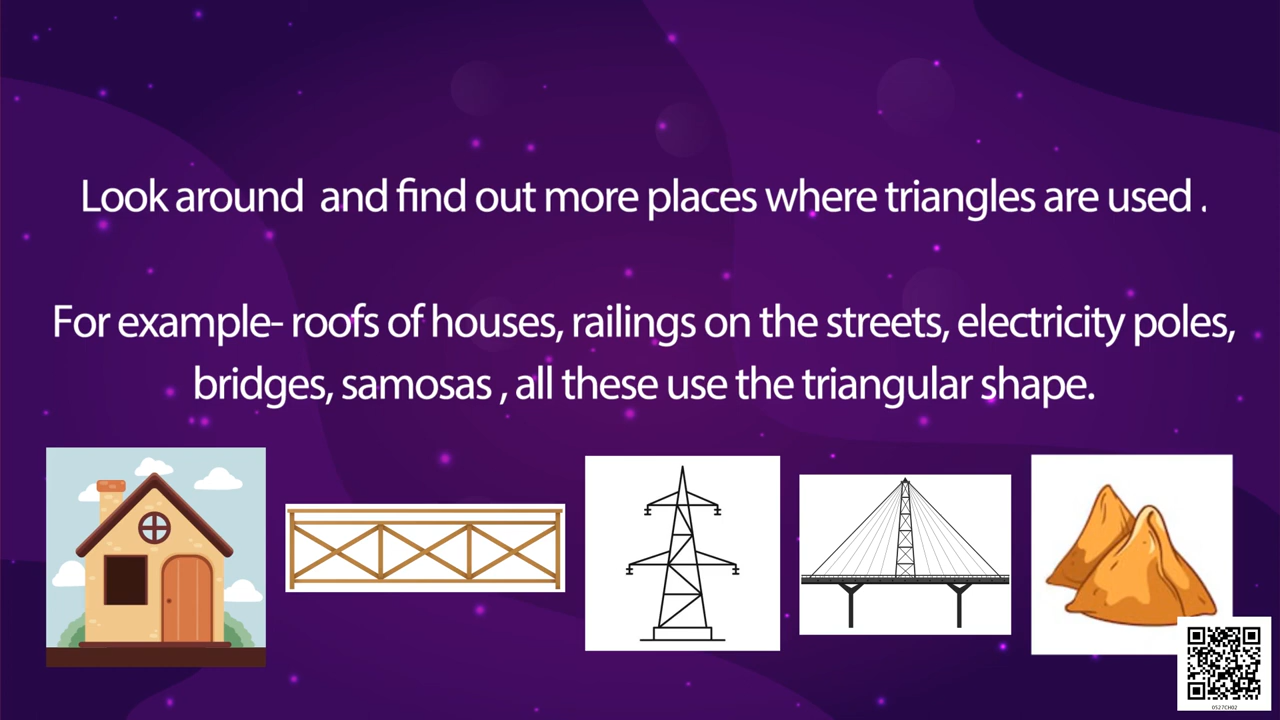 Look around  and find out more places where triangles are used .
For example- roofs of houses, railings on the streets, electricity poles,
bridges, samosas , all these use the triangular shape.
0527CH02